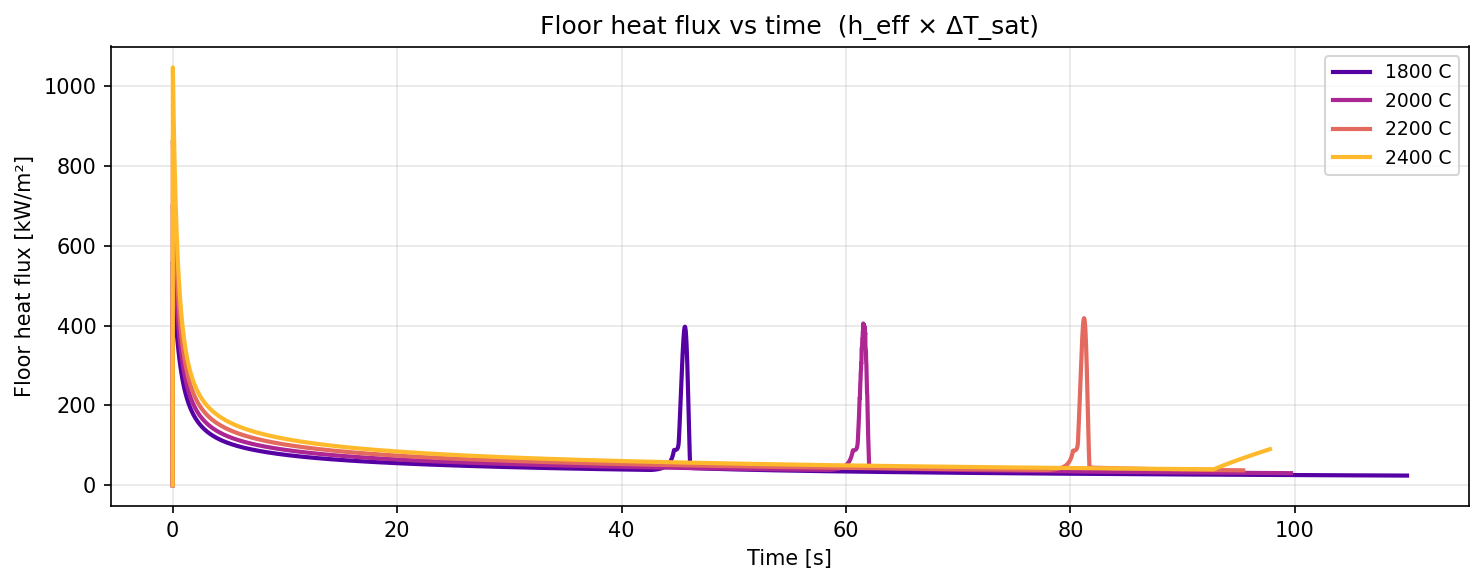 Floor heat flux vs time  (h_eff × ΔT_sat)
1000
800
600
400
200
0
Floor heat flux [kW/m²]
1800 C
2000 C
2200 C
2400 C
0
20
40
60
80
100
Time [s]